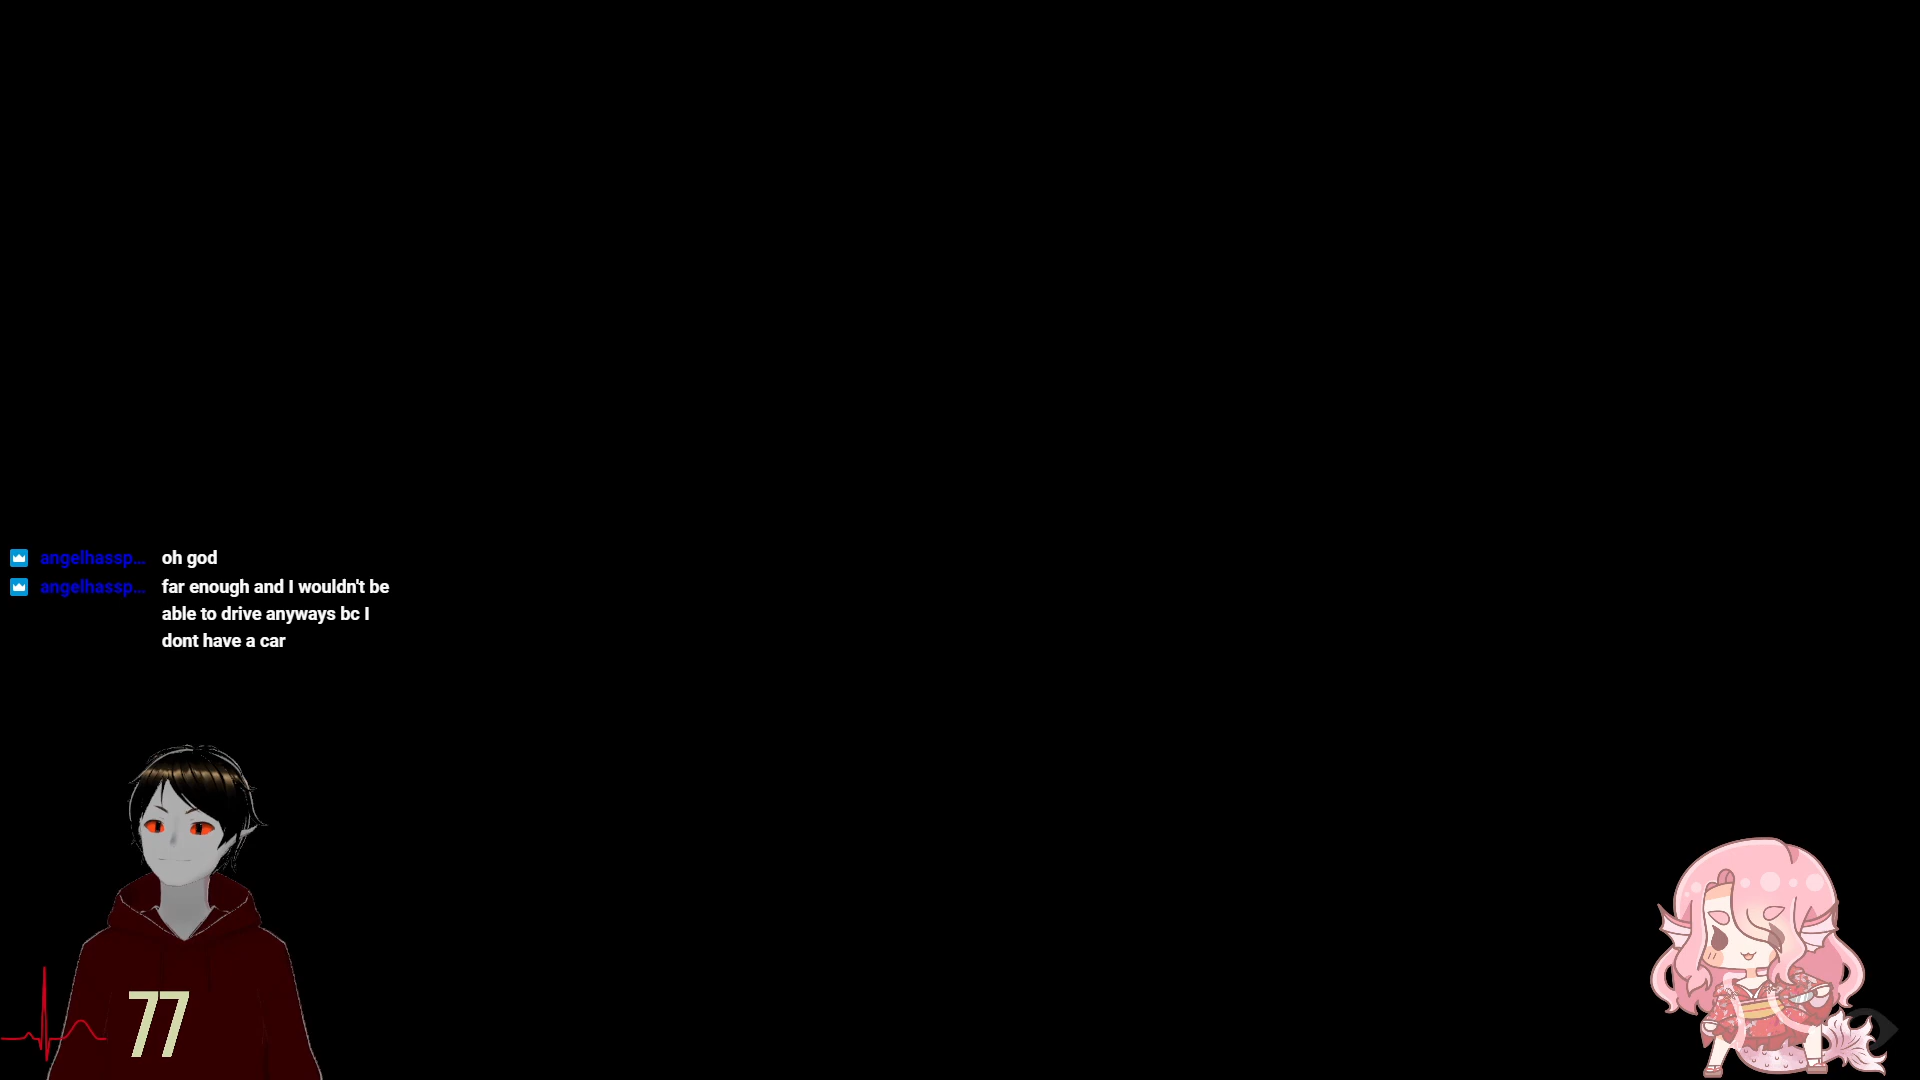 angelhassp... oh god
angelhassp... far enough and I wouldn't be
able to drive anyways bc I
dont have a car
77